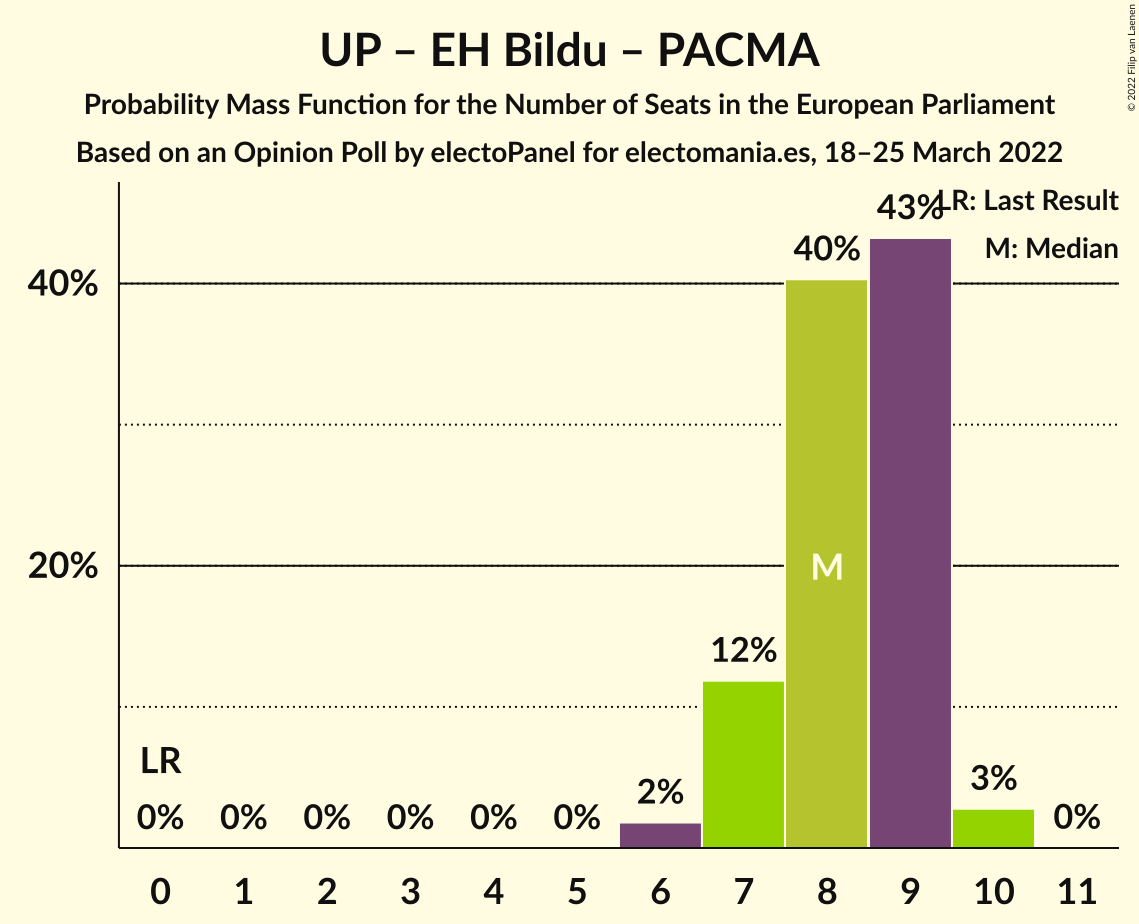 UP – EH Bildu – PACMA
Probability Mass Function for the Number of Seats in the European Parliament
Based on an Opinion Poll by electoPanel for electomania.es, 18–25 March 2022
© 2022 Filip van Laenen
LR: Last Result
M: Median
40%
20%
LR
0%
0%
0%
0%
0%
0%
2%
12%
40%
M
43%
3%
0%
0 1 2 3 4 5 6 7 8 9 10 11